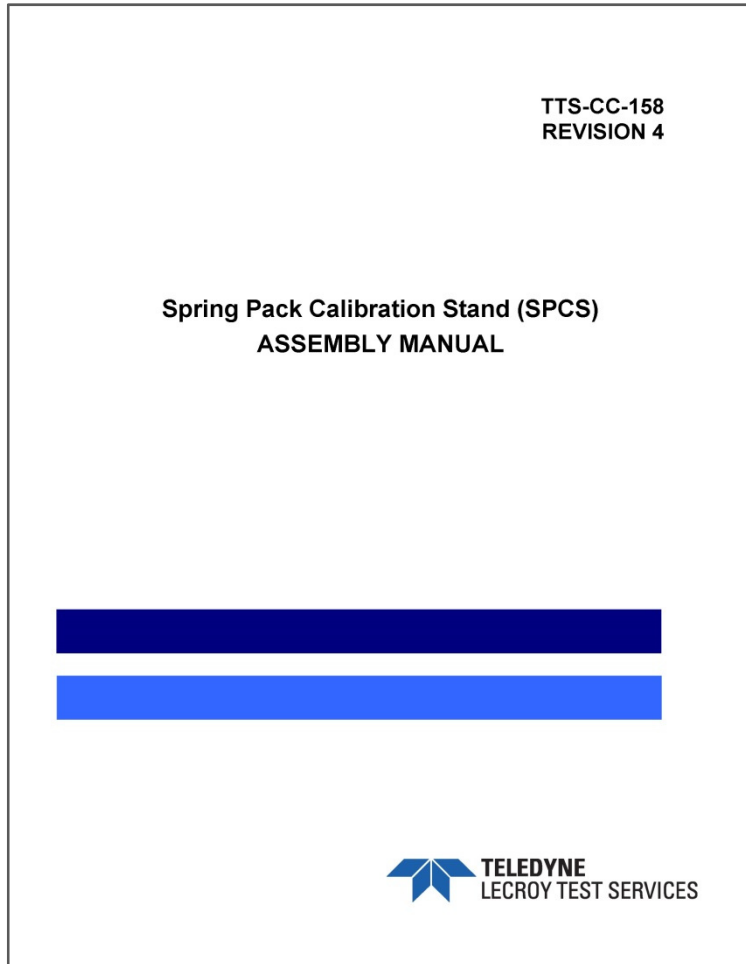 TTS-CC-158
REVISION 4
Spring Pack Calibration Stand (SPCS)
ASSEMBLY MANUAL
TELEDYNE
LECROY TEST SERVICES